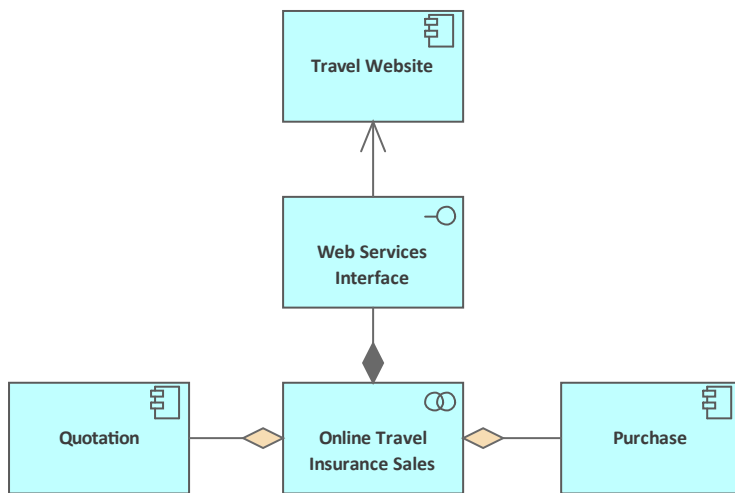 Travel Website
Web Services
Interface
Quotation
Online Travel
Insurance Sales
Purchase